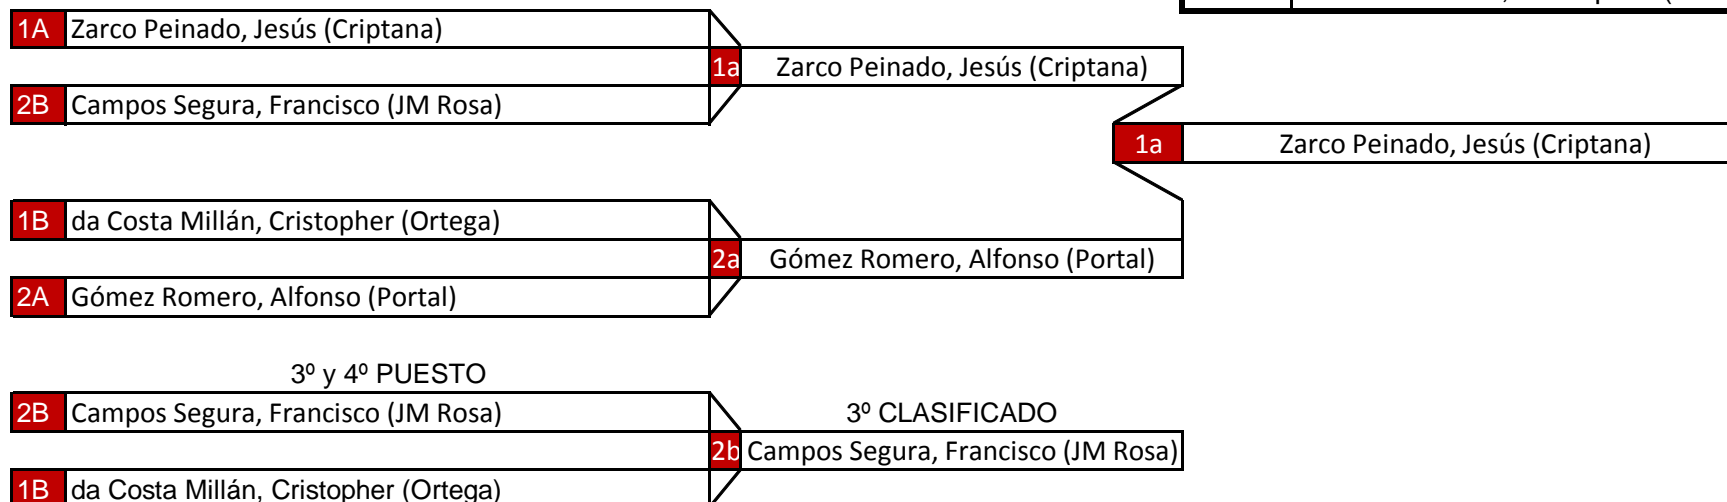 1A Zarco Peinado, Jesús (Criptana)
1a Zarco Peinado, Jesús (Criptana)
2B Campos Segura, Francisco (JM Rosa)
1a Zarco Peinado, Jesús (Criptana)
1B da Costa Millán, Cristopher (Ortega)
2a Gómez Romero, Alfonso (Portal)
2A Gómez Romero, Alfonso (Portal)
3º y 4º PUESTO
2B Campos Segura, Francisco (JM Rosa) 3º CLASIFICADO
2b Campos Segura, Francisco (JM Rosa)
1B da Costa Millán, Cristopher (Ortega)